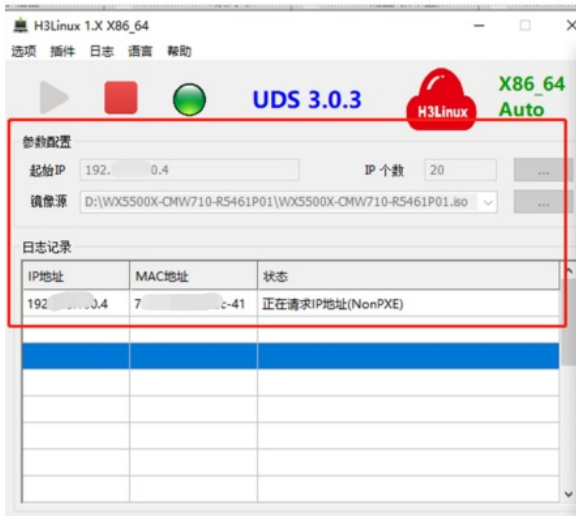 H3Linux 1.X X86_64
选项 插件 日志 语言 帮助
UDS 3.0.3
H3Linux
X86_64
Auto
参数配置
起始IP 192. 0.4 IP 个数 20 ...
镜像源 D:\WX5500X-CMW710-R5461P01\WX5500X-CMW710-R5461P01.iso ...
日志记录
IP地址 MAC地址 状态
192 0.4 7 c-41 正在请求IP地址(NonPXE)